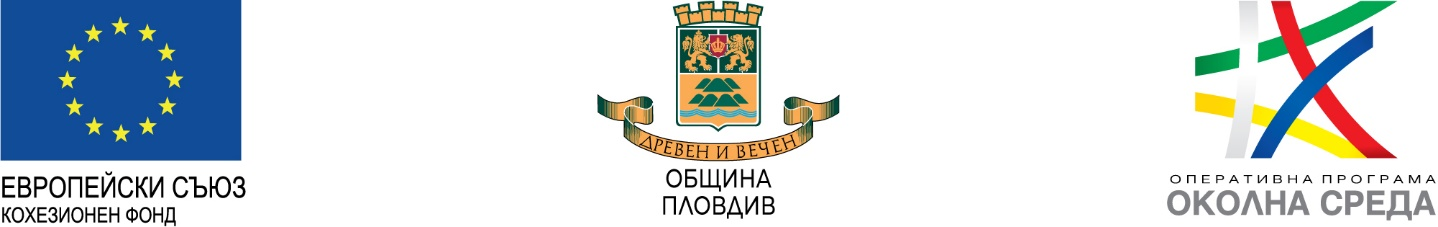 ЕВРОПЕЙСКИ СЪЮЗ
КОХЕЗИОНЕН ФОНД
ДРЕВЕН И ВЕЧЕН
ОБЩИНА
ПЛОВДИВ
ОПЕРАТИВНА ПРОГРАМА
ОКОЛНА СРЕДА